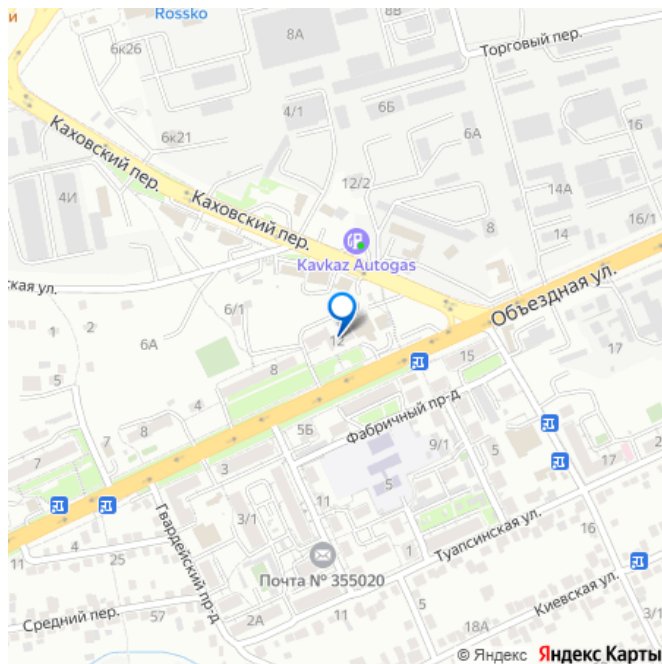 и
Rossko
8В
6к26
8А
Торговый пер.
4/1
6Б
16
6к21
6А
Каховский пер.
4И
12/2
14А
Каховский пер.
8
14
16/1
Kavkaz Autogas
ская ул.
6/1
Объездная ул.
1
2
6А
12
17
5
8
15
4
Фабричный пр-д
8
5Б
9/1
7
7
3
5
5
17
2
11
3/1
Гвардейский пр-д
Туапсинская ул.
16
4
25
1
Почта № 355020
11
Киевская ул.
Средний пер.
57
2А
11
5
18А
3/1
© Яндекс Яндекс Карты